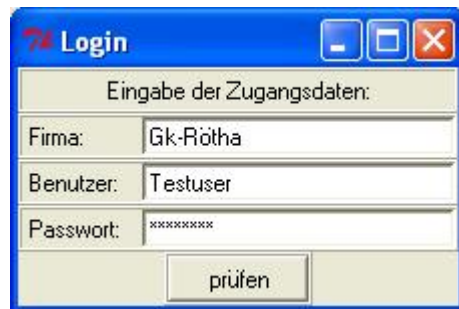 Login
Eingabe der Zugangsdaten:
Firma: Gk-Rötha
Benutzer: Testuser
Passwort: ********
prüfen